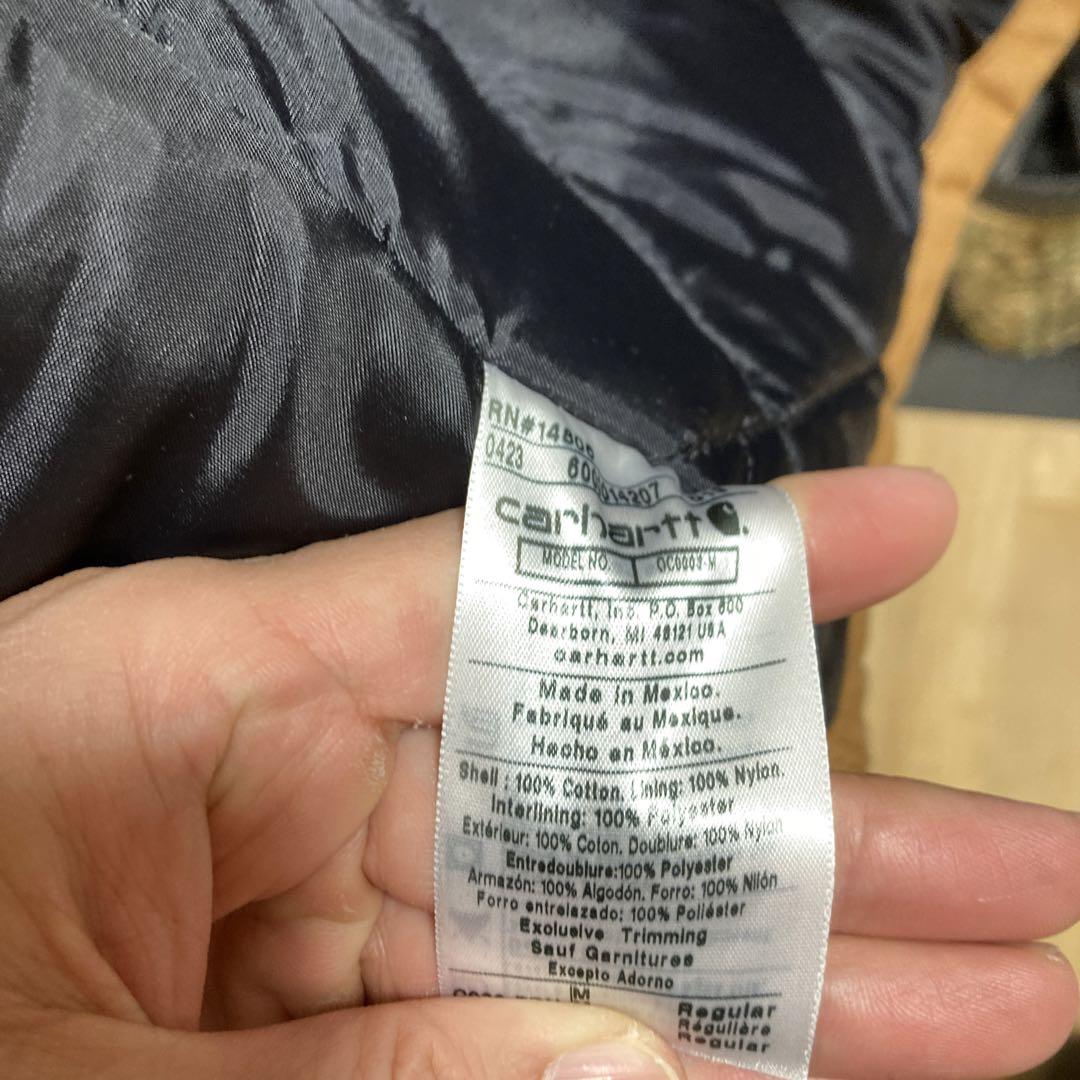 RN#14806
0423
carhartt
MODEL NO.
Carhartt, Inc. P.O. Box 600
Dearborn, MI 48121 USA
carhartt.com
Made in Mexico.
Fabriqué au Mexique.
Hecho en México.
Shell : 100% Cotton, Lining: 100% Nylon.
Interlining: 100% Polyester
Extérieur: 100% Coton, Doublure: 100% Nylon
Entredoublure:100% Polyester
Armazón: 100% Algodón. Forro: 100% Nilón
Forro entrelazado: 100% Poliéster
Exclusive Trimming
Sauf Garnitures
Excepto Adorno
M Regular
Régulière
Regular